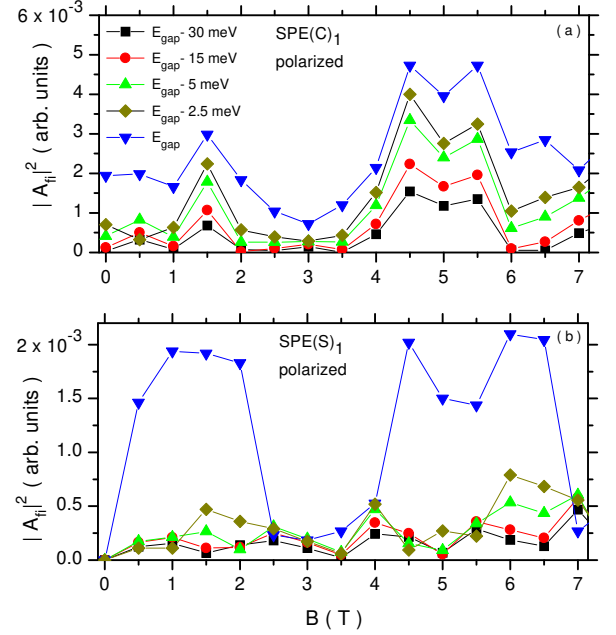 6 x 10⁻³
5
4
3
2
1
0
| A_fi |² ( arb. units )
SPE(C)₁
polarized
( a )
E_gap - 30 meV
E_gap - 15 meV
E_gap - 5 meV
E_gap - 2.5 meV
E_gap
0 1 2 3 4 5 6 7
2 x 10⁻³
1.5
1.0
0.5
0.0
| A_fi |² ( arb. units )
SPE(S)₁
polarized
( b )
0 1 2 3 4 5 6 7
B ( T )